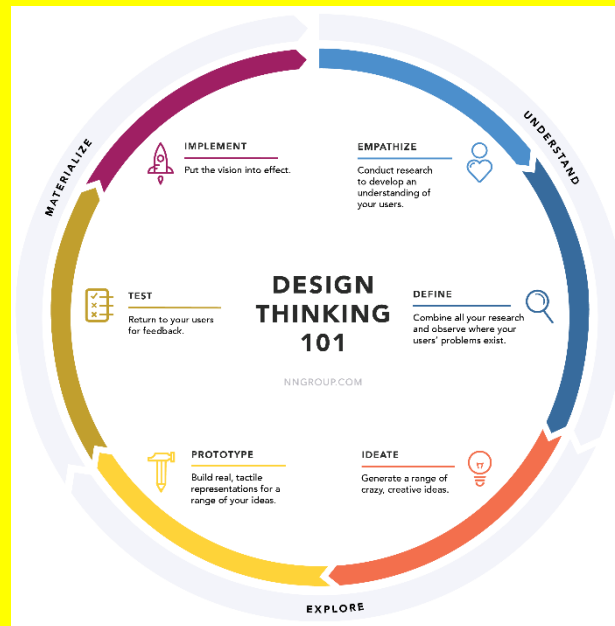 DESIGN
THINKING
101
NNGROUP.COM
UNDERSTAND
EMPATHIZE
Conduct research
to develop an
understanding of
your users.
DEFINE
Combine all your research
and observe where your
users' problems exist.
EXPLORE
IDEATE
Generate a range of
crazy, creative ideas.
PROTOTYPE
Build real, tactile
representations for a
range of your ideas.
MATERIALIZE
TEST
Return to your users
for feedback.
IMPLEMENT
Put the vision into effect.